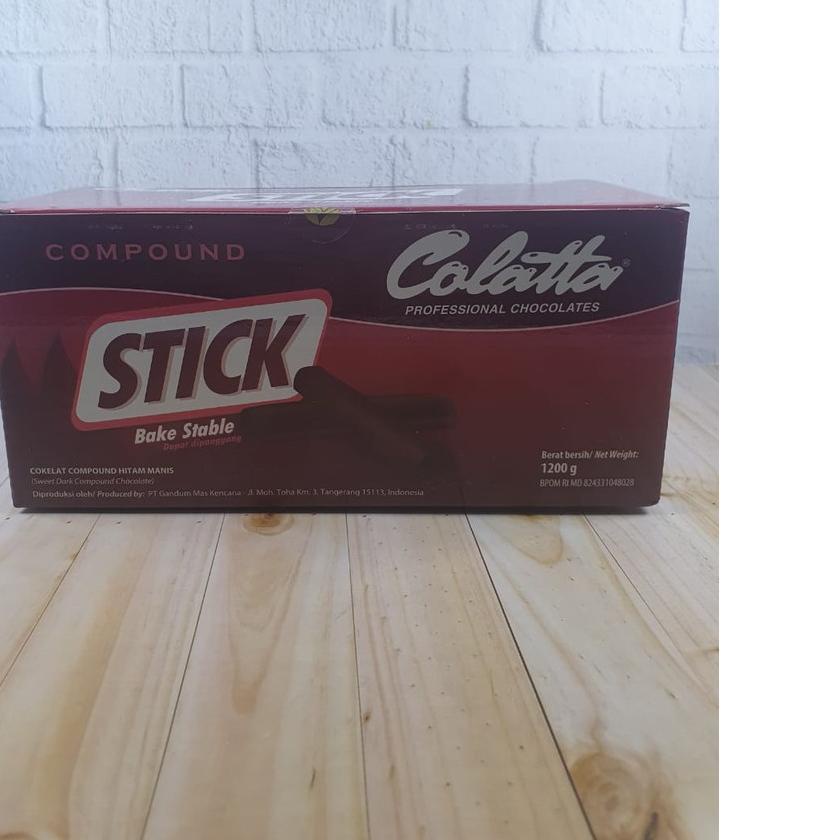 COMPOUND
Colatta®
PROFESSIONAL CHOCOLATES
STICK
Bake Stable
Dapat dipanggang
COKELAT COMPOUND HITAM MANIS
(Sweet Dark Compound Chocolate)
Diproduksi oleh/ Produced by: PT Gandum Mas Kencana - Jl. Moh. Toha Km. 3, Tangerang 15113, Indonesia
Berat bersih/ Net Weight:
1200 g
BPOM RI MD 824331048028